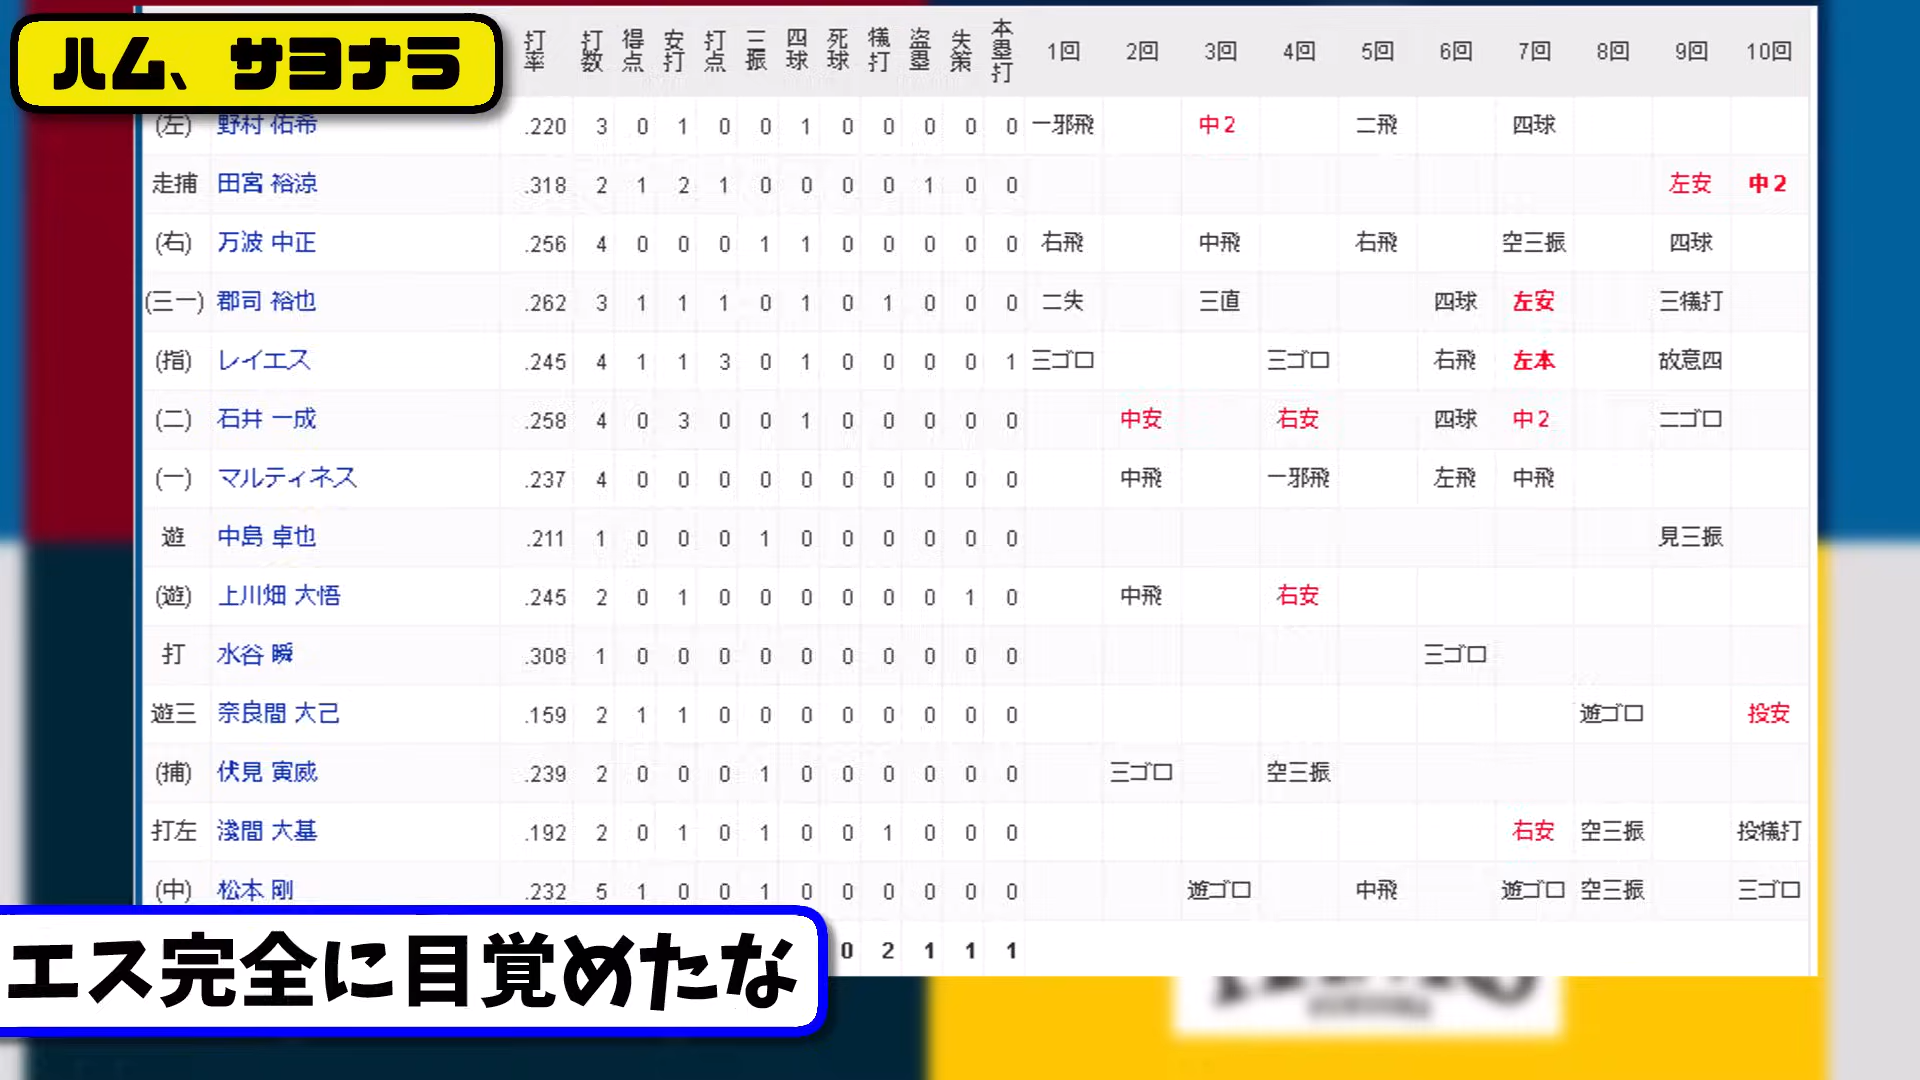 ハム、サヨナラ
打率 打数 得点 安打 打点 三振 四球 死球 犠打 盗塁 失策 本塁打 1回 2回 3回 4回 5回 6回 7回 8回 9回 10回
(左) 野村 佑希 .220 3 0 1 0 0 1 0 0 0 0 0 一邪飛 中2 二飛 四球
走捕 田宮 裕涼 .318 2 1 2 1 0 0 0 0 1 0 0 左安 中2
(右) 万波 中正 .256 4 0 0 0 1 1 0 0 0 0 0 右飛 中飛 右飛 空三振 四球
(三一) 郡司 裕也 .262 3 1 1 1 0 1 0 1 0 0 0 二失 三直 四球 左安 三犠打
(指) レイエス .245 4 1 1 3 0 1 0 0 0 0 1 三ゴロ 三ゴロ 右飛 左本 故意四
(二) 石井 一成 .258 4 0 3 0 0 1 0 0 0 0 0 中安 右安 四球 中2 二ゴロ
(一) マルティネス .237 4 0 0 0 0 0 0 0 0 0 0 中飛 一邪飛 左飛 中飛
遊 中島 卓也 .211 1 0 0 0 1 0 0 0 0 0 0 見三振
(遊) 上川畑 大悟 .245 2 0 1 0 0 0 0 0 0 1 0 中飛 右安
打 水谷 瞬 .308 1 0 0 0 0 0 0 0 0 0 0 三ゴロ
遊三 奈良間 大己 .159 2 1 1 0 0 0 0 0 0 0 0 遊ゴロ 投安
(捕) 伏見 寅威 .239 2 0 0 0 1 0 0 0 0 0 0 三ゴロ 空三振
打左 淺間 大基 .192 2 0 1 0 1 0 0 1 0 0 0 右安 空三振 投犠打
(中) 松本 剛 .232 5 1 0 0 1 0 0 0 0 0 0 遊ゴロ 中飛 遊ゴロ 空三振 三ゴロ
0 2 1 1 1
エス完全に目覚めたな